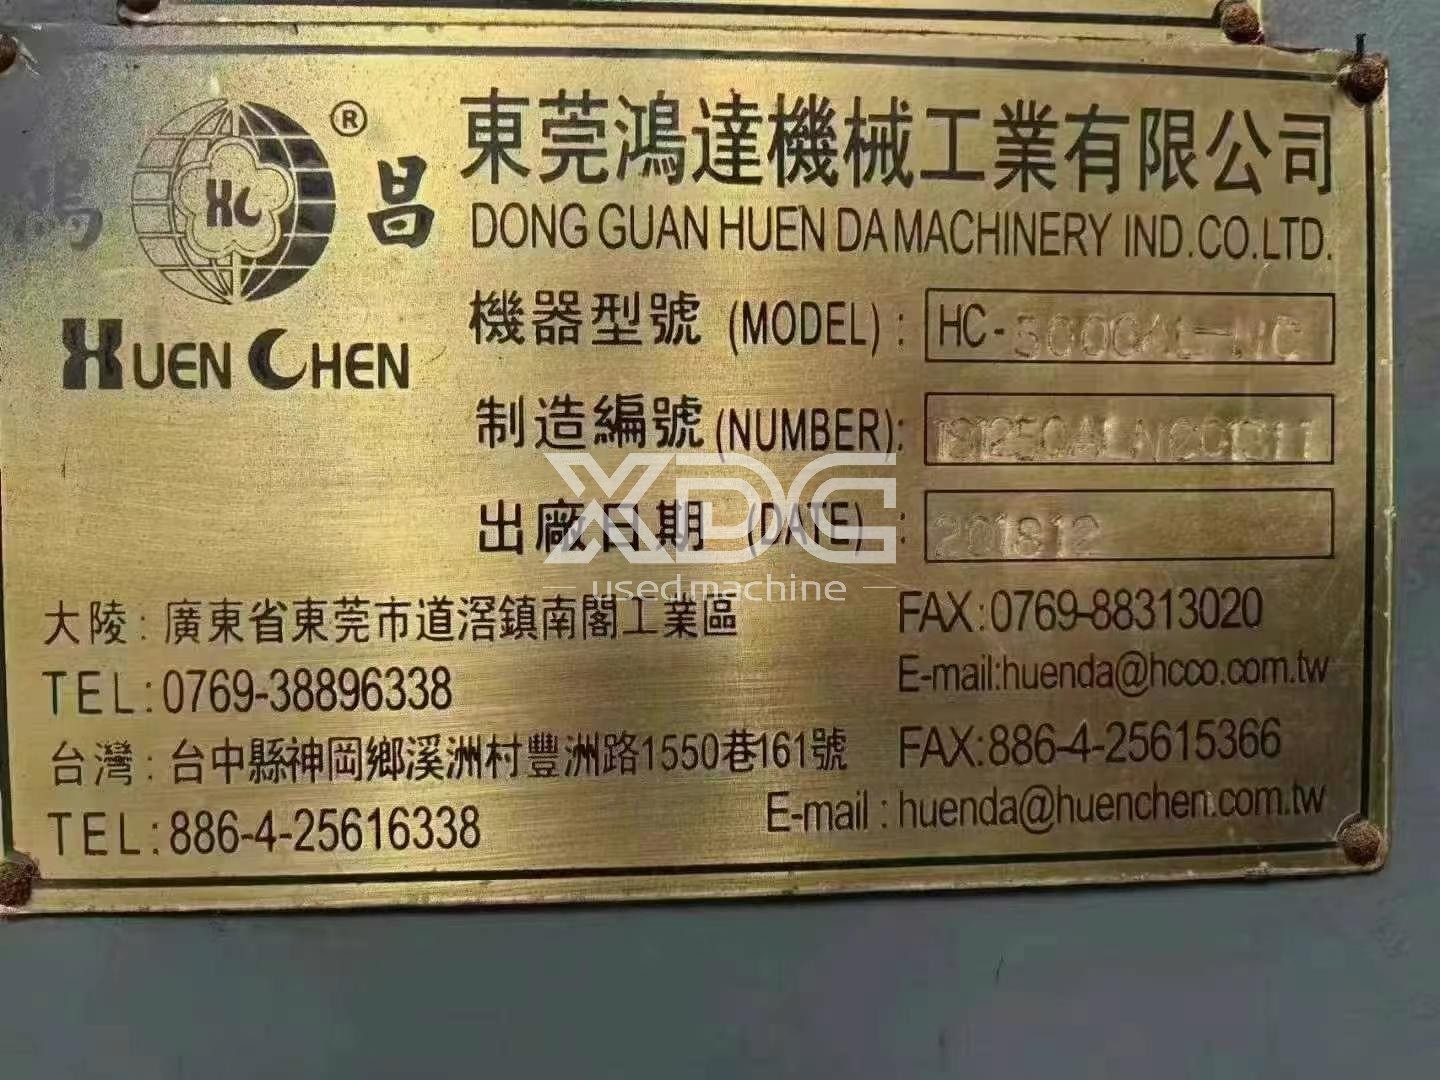 東莞鴻達機械工業有限公司
DONG GUAN HUEN DA MACHINERY IND.CO.LTD.
鴻 HC ® 昌
HUEN CHEN
機器型號 (MODEL) : HC-500GAL-NC
制造編號 (NUMBER):
出廠日期 (DATE) : 201812
XDC
used machine
大陵 : 廣東省東莞市道滘鎮南閣工業區
FAX:0769-88313020
TEL:0769-38896338
E-mail:huenda@hcco.com.tw
台灣 : 台中縣神岡鄉溪洲村豐洲路1550巷161號
FAX:886-4-25615366
TEL:886-4-25616338
E-mail : huenda@huenchen.com.tw